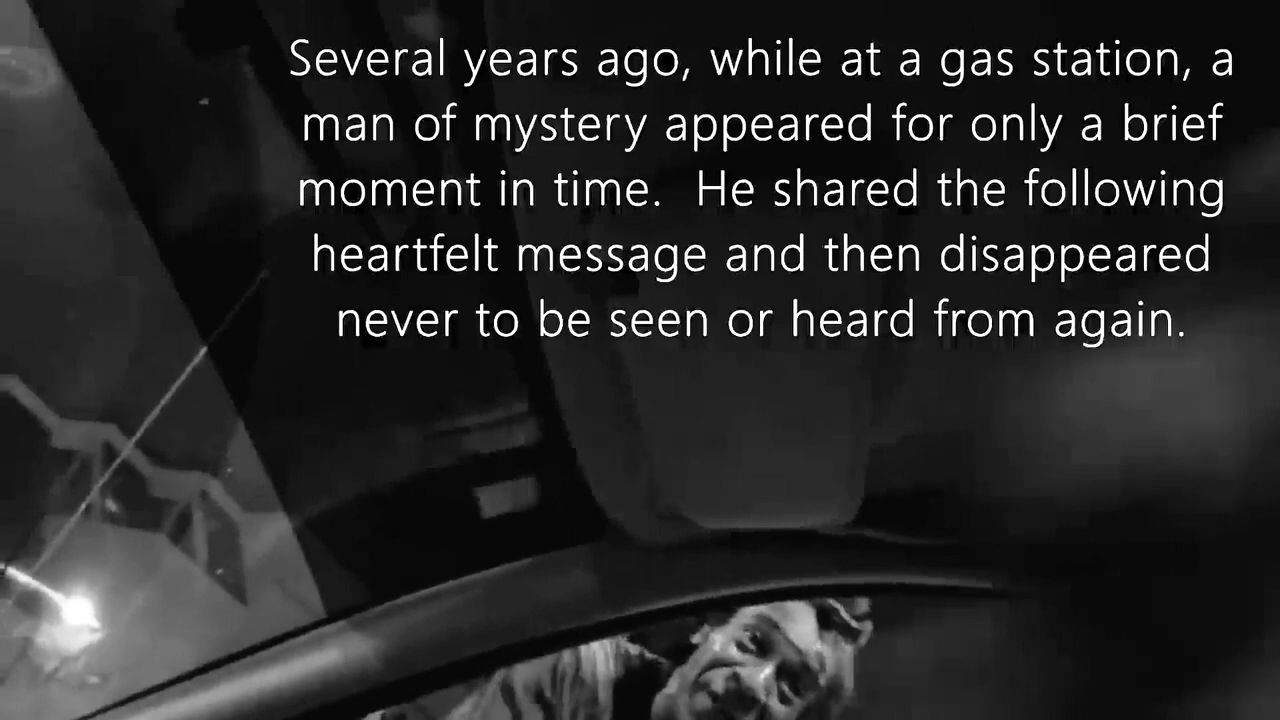 Several years ago, while at a gas station, a
man of mystery appeared for only a brief
moment in time.  He shared the following
heartfelt message and then disappeared
never to be seen or heard from again.